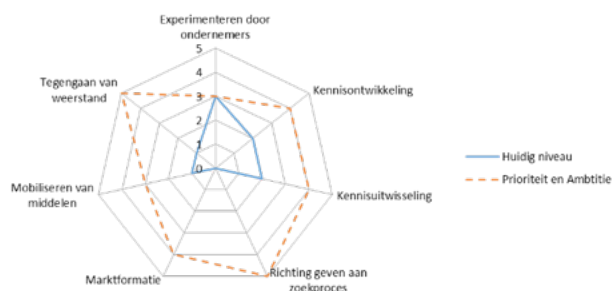 Experimenteren door
ondernemers
5
4
3
2
1
0
Kennisontwikkeling
Kennisuitwisseling
Richting geven aan
zoekproces
Marktformatie
Mobiliseren van
middelen
Tegengaan van
weerstand
Huidig niveau
Prioriteit en Ambtitie